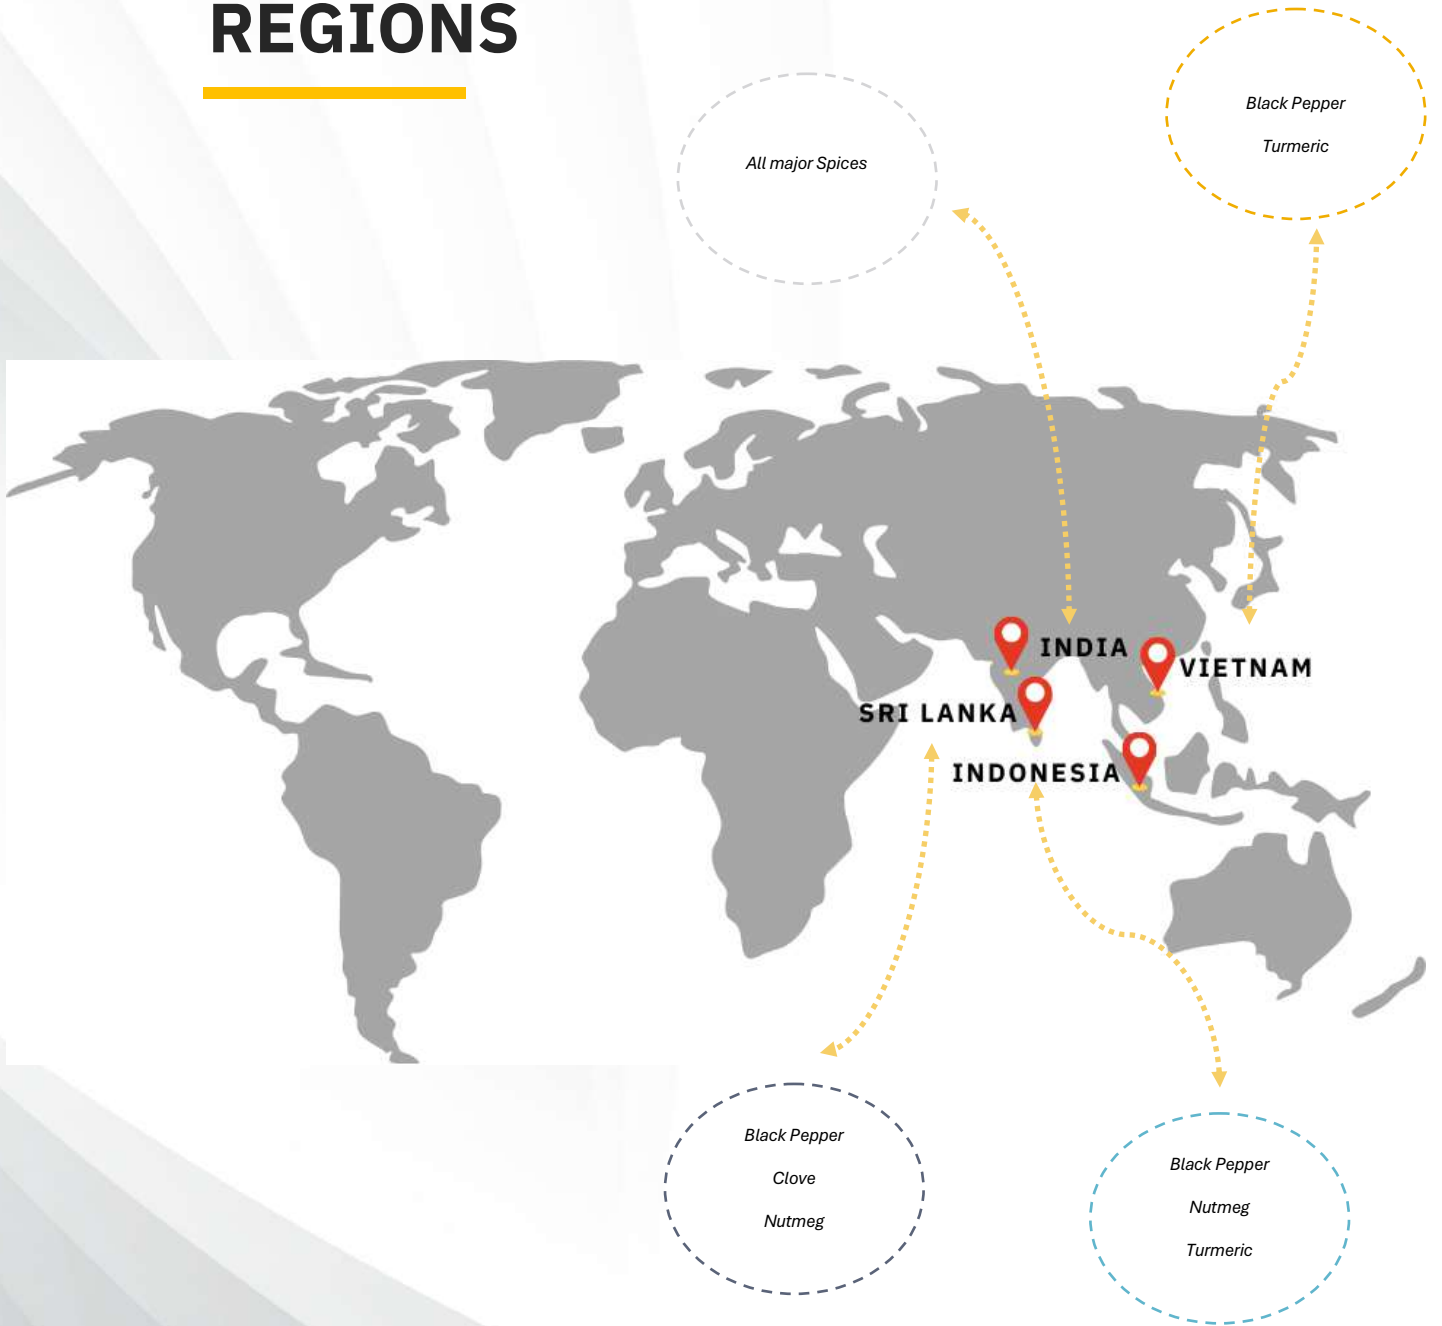 REGIONS
All major Spices
Black Pepper
Turmeric
INDIA
VIETNAM
SRI LANKA
INDONESIA
Black Pepper
Clove
Nutmeg
Black Pepper
Nutmeg
Turmeric